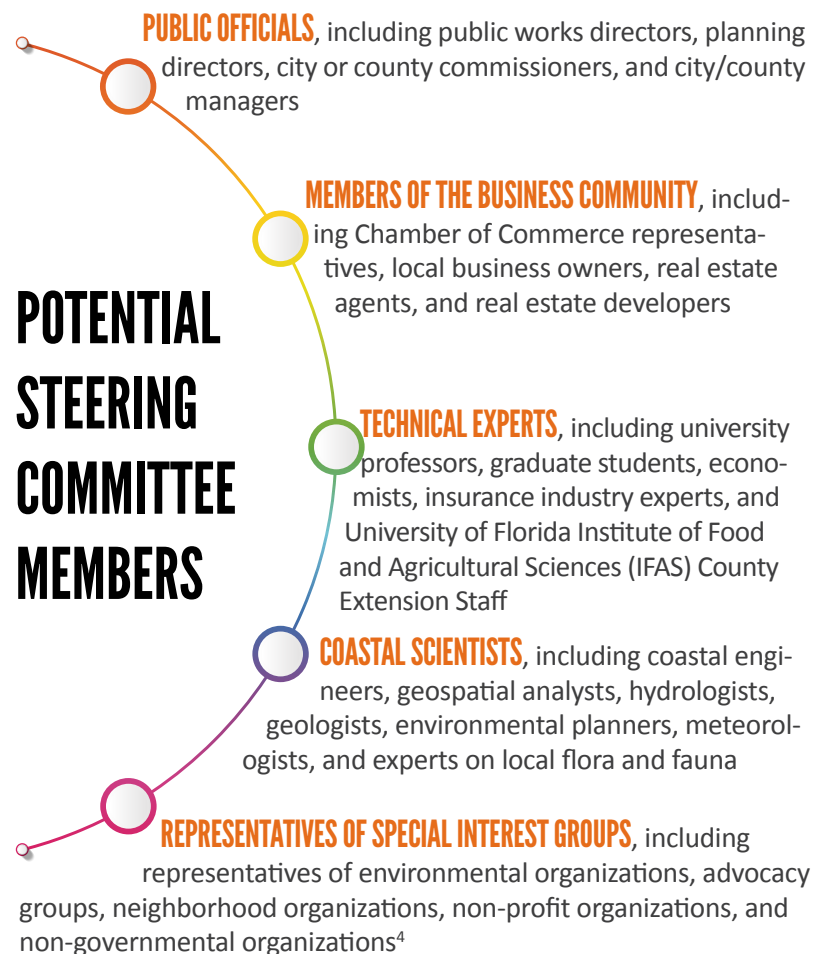 PUBLIC OFFICIALS, including public works directors, planning
directors, city or county commissioners, and city/county
managers
MEMBERS OF THE BUSINESS COMMUNITY, includ-
ing Chamber of Commerce representa-
tives, local business owners, real estate
agents, and real estate developers
POTENTIAL
STEERING
COMMITTEE
MEMBERS
TECHNICAL EXPERTS, including university
professors, graduate students, econo-
mists, insurance industry experts, and
University of Florida Institute of Food
and Agricultural Sciences (IFAS) County
Extension Staff
COASTAL SCIENTISTS, including coastal engi-
neers, geospatial analysts, hydrologists,
geologists, environmental planners, meteorol-
ogists, and experts on local flora and fauna
REPRESENTATIVES OF SPECIAL INTEREST GROUPS, including
representatives of environmental organizations, advocacy
groups, neighborhood organizations, non-profit organizations, and
non-governmental organizations⁴